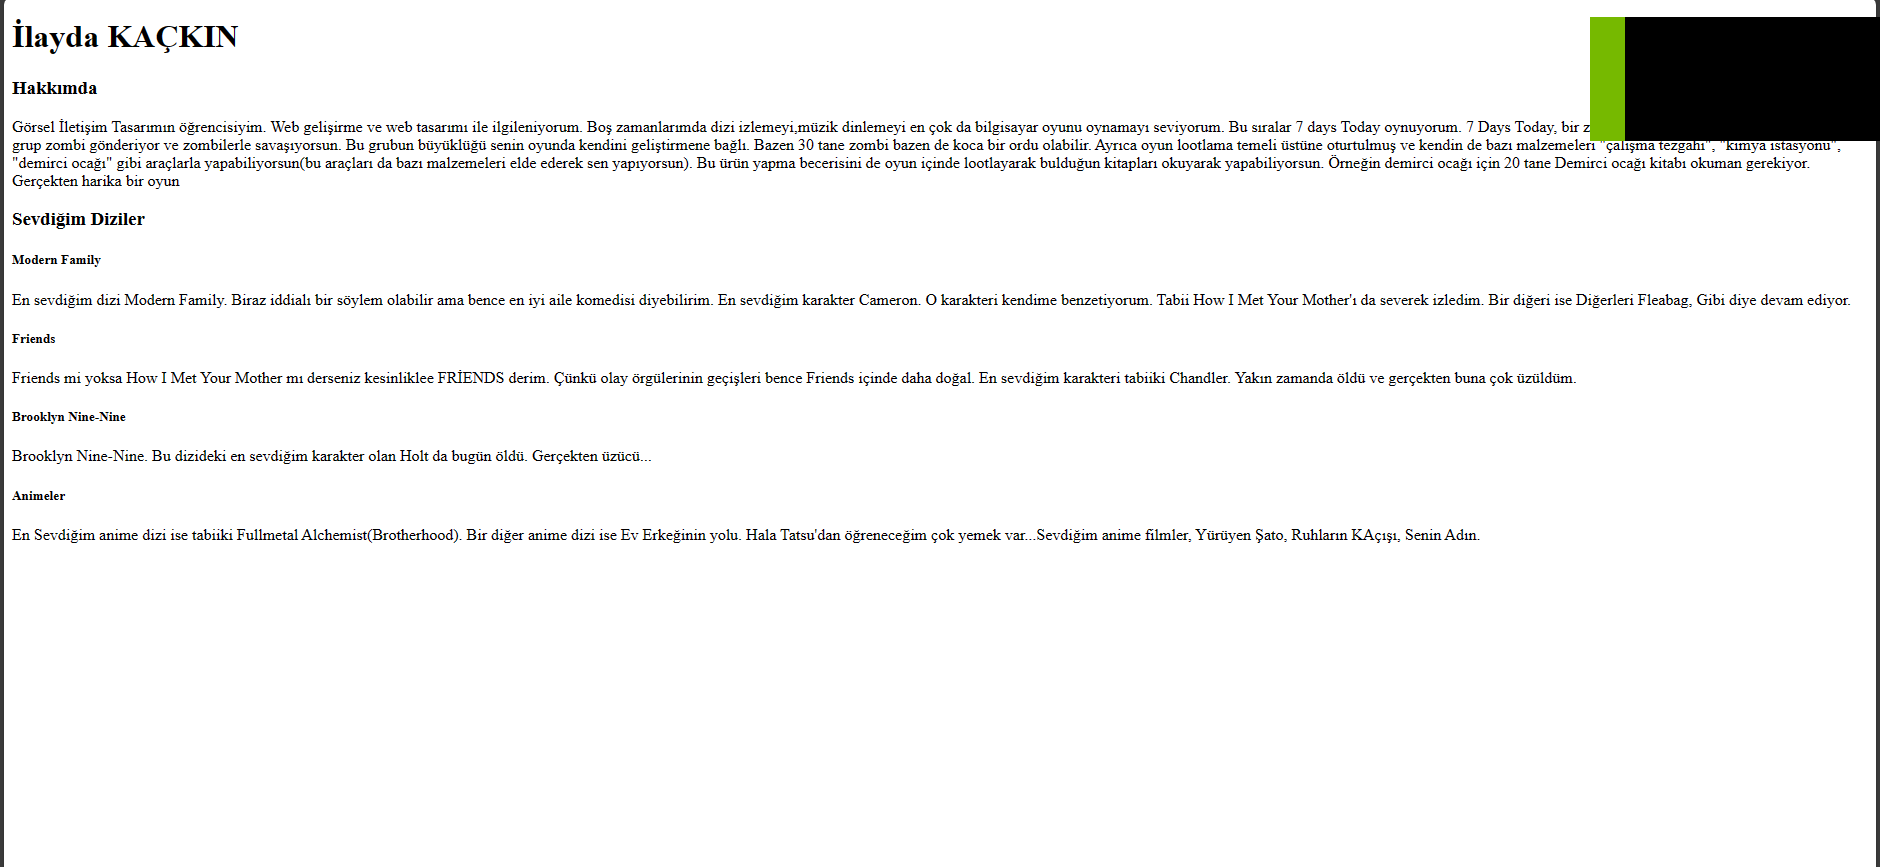 İlayda KAÇKIN
Hakkımda
Görsel İletişim Tasarımın öğrencisiyim. Web gelişirme ve web tasarımı ile ilgileniyorum. Boş zamanlarımda dizi izlemeyi,müzik dinlemeyi en çok da bilgisayar oyunu oynamayı seviyorum. Bu sıralar 7 days Today oynuyorum. 7 Days Today, bir
grup zombi gönderiyor ve zombilerle savaşıyorsun. Bu grubun büyüklüğü senin oyunda kendini geliştirmene bağlı. Bazen 30 tane zombi bazen de koca bir ordu olabilir. Ayrıca oyun lootlama temeli üstüne oturtulmuş ve kendin de bazı malzemeleri "çalışma tezgahı", "kimya istasyonu",
"demirci ocağı" gibi araçlarla yapabiliyorsun(bu araçları da bazı malzemeleri elde ederek sen yapıyorsun). Bu ürün yapma becerisini de oyun içinde lootlayarak bulduğun kitapları okuyarak yapabiliyorsun. Örneğin demirci ocağı için 20 tane Demirci ocağı kitabı okuman gerekiyor.
Gerçekten harika bir oyun
Sevdiğim Diziler
Modern Family
En sevdiğim dizi Modern Family. Biraz iddialı bir söylem olabilir ama bence en iyi aile komedisi diyebilirim. En sevdiğim karakter Cameron. O karakteri kendime benzetiyorum. Tabii How I Met Your Mother'ı da severek izledim. Bir diğeri ise Diğerleri Fleabag, Gibi diye devam ediyor.
Friends
Friends mi yoksa How I Met Your Mother mı derseniz kesinliklee FRİENDS derim. Çünkü olay örgülerinin geçişleri bence Friends içinde daha doğal. En sevdiğim karakteri tabiiki Chandler. Yakın zamanda öldü ve gerçekten buna çok üzüldüm.
Brooklyn Nine-Nine
Brooklyn Nine-Nine. Bu dizideki en sevdiğim karakter olan Holt da bugün öldü. Gerçekten üzücü...
Animeler
En Sevdiğim anime dizi ise tabiiki Fullmetal Alchemist(Brotherhood). Bir diğer anime dizi ise Ev Erkeğinin yolu. Hala Tatsu'dan öğreneceğim çok yemek var...Sevdiğim anime filmler, Yürüyen Şato, Ruhların KAçışı, Senin Adın.